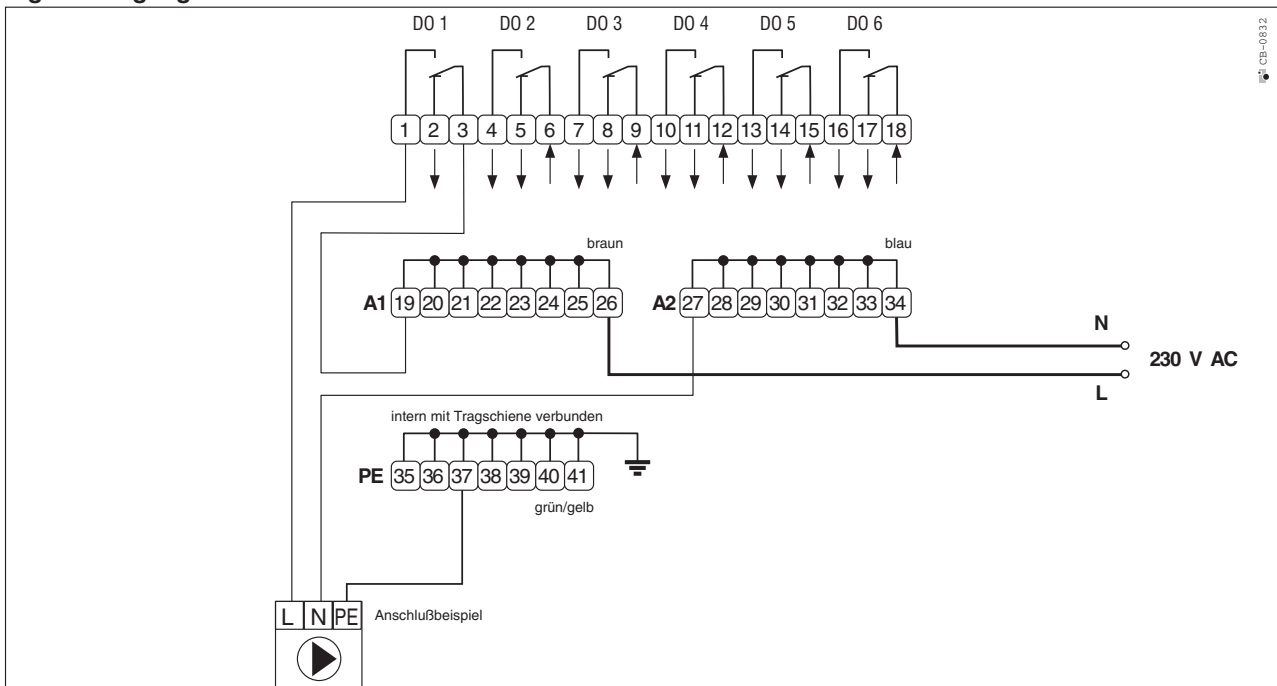 DO 1 DO 2 DO 3 DO 4 DO 5 DO 6
CB-0832
1 2 3 4 5 6 7 8 9 10 11 12 13 14 15 16 17 18
braun
blau
A1 19 20 21 22 23 24 25 26
A2 27 28 29 30 31 32 33 34
N
230 V AC
L
intern mit Tragschiene verbunden
PE 35 36 37 38 39 40 41
grün/gelb
L N PE Anschlußbeispiel